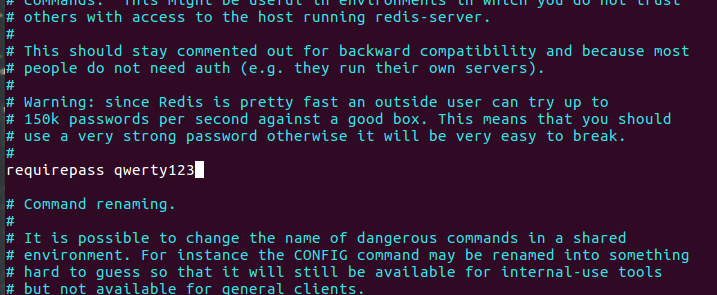 # Commands. This might be useful in environments in which you do not trust
# others with access to the host running redis-server.
#
# This should stay commented out for backward compatibility and because most
# people do not need auth (e.g. they run their own servers).
#
# Warning: since Redis is pretty fast an outside user can try up to
# 150k passwords per second against a good box. This means that you should
# use a very strong password otherwise it will be very easy to break.
#
requirepass qwerty123
# Command renaming.
#
# It is possible to change the name of dangerous commands in a shared
# environment. For instance the CONFIG command may be renamed into something
# hard to guess so that it will still be available for internal-use tools
# but not available for general clients.